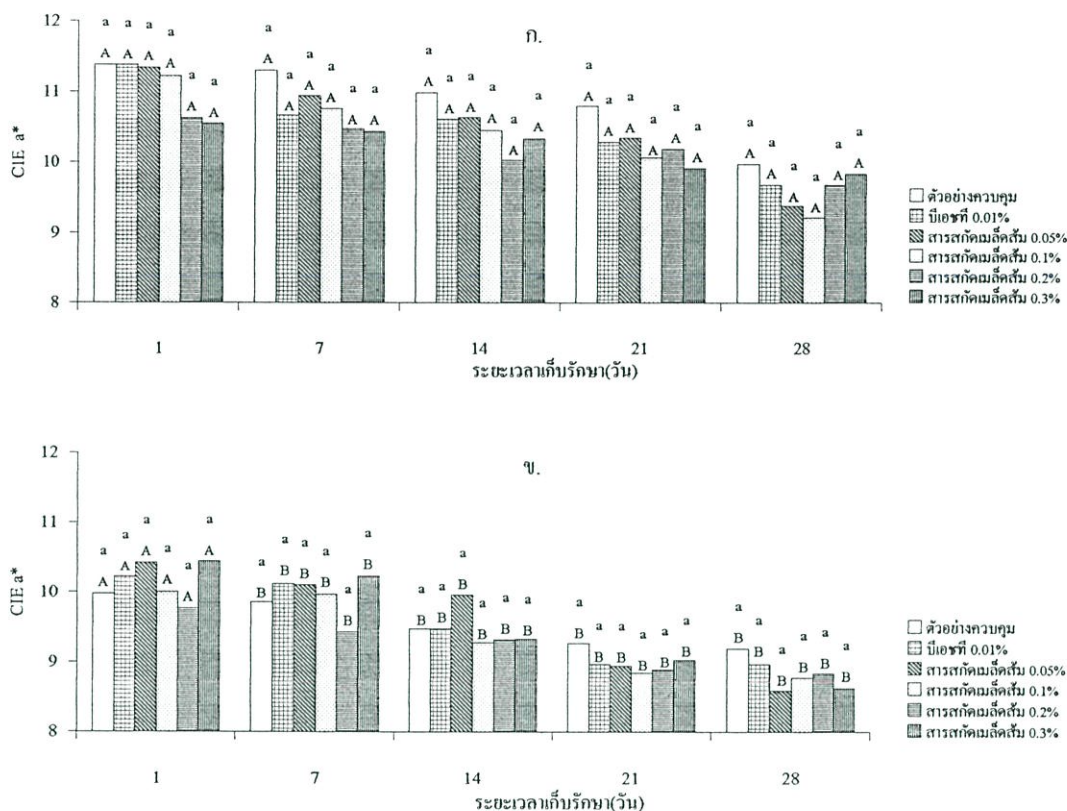 12
11
10
9
8
CIE a*
ก.
a a a a a a
A A A A A A
a a a a a a
A A A A A A
a a a a a a
A A A A A A
a a a a a a
A A A A A A
a a a a a a
A A A A A A
1 7 14 21 28
ระยะเวลาเก็บรักษา(วัน)
ตัวอย่างควบคุม
บีเอชที 0.01%
สารสกัดเมล็ดส้ม 0.05%
สารสกัดเมล็ดส้ม 0.1%
สารสกัดเมล็ดส้ม 0.2%
สารสกัดเมล็ดส้ม 0.3%
12
11
10
9
8
CIE a*
ข.
a a a a a a
A A A A A A
a a a a a a
B B B B B B
a a a a a a
B B B B B B
a a a a a a
B B B B B B
a a a a a a
B B B B B B
1 7 14 21 28
ระยะเวลาเก็บรักษา(วัน)
ตัวอย่างควบคุม
บีเอชที 0.01%
สารสกัดเมล็ดส้ม 0.05%
สารสกัดเมล็ดส้ม 0.1%
สารสกัดเมล็ดส้ม 0.2%
สารสกัดเมล็ดส้ม 0.3%